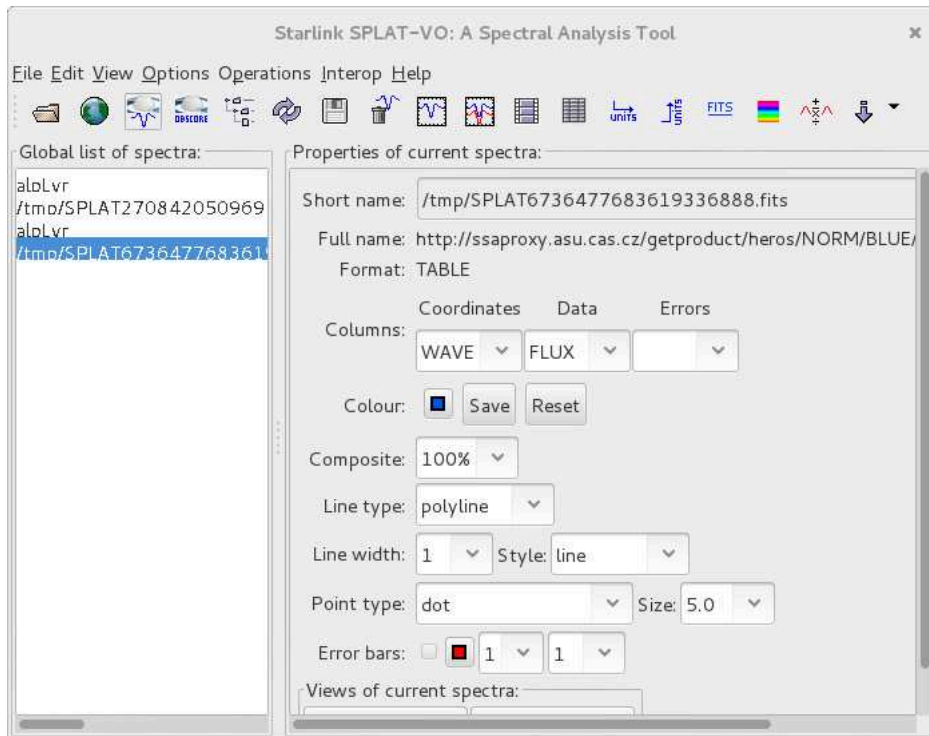 Starlink SPLAT-VO: A Spectral Analysis Tool
File Edit View Options Operations Interop Help
OBSCORE units units FITS
Global list of spectra:
alpLyr
/tmp/SPLAT270842050969
alpLyr
/tmp/SPLAT673647768361
Properties of current spectra:
Short name: /tmp/SPLAT6736477683619336888.fits
Full name: http://ssaproxy.asu.cas.cz/getproduct/heros/NORM/BLUE/
Format: TABLE
Coordinates Data Errors
Columns: WAVE FLUX
Colour: Save Reset
Composite: 100%
Line type: polyline
Line width: 1 Style: line
Point type: dot Size: 5.0
Error bars: 1 1
Views of current spectra: